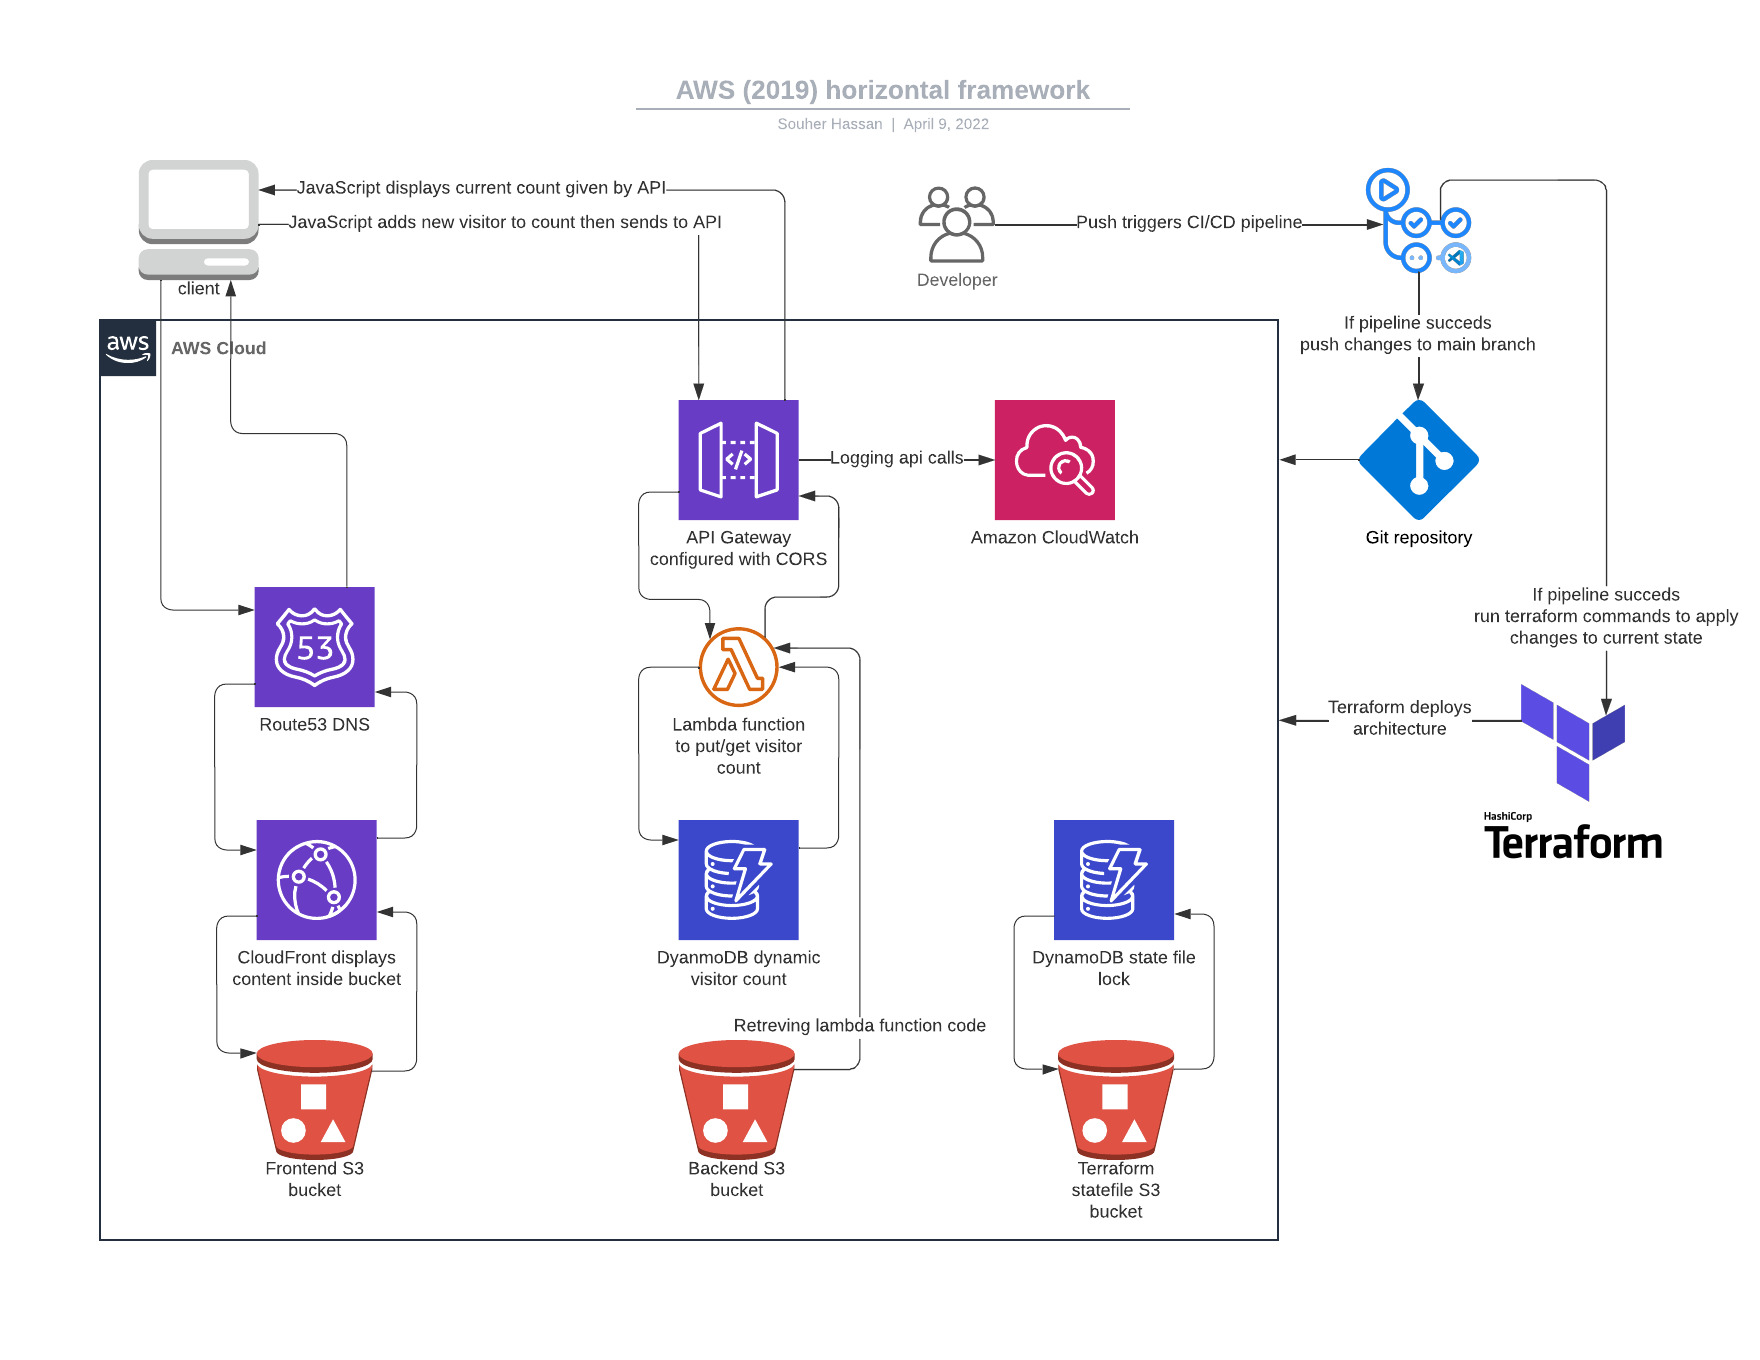 AWS (2019) horizontal framework
Souher Hassan | April 9, 2022
JavaScript displays current count given by API
JavaScript adds new visitor to count then sends to API
client
Developer
Push triggers CI/CD pipeline
If pipeline succeds
push changes to main branch
aws
AWS Cloud
</>
Logging api calls
API Gateway
configured with CORS
Amazon CloudWatch
Git repository
If pipeline succeds
run terraform commands to apply
changes to current state
53
Route53 DNS
Lambda function
to put/get visitor
count
Terraform deploys
architecture
HashiCorp
Terraform
CloudFront displays
content inside bucket
DyanmoDB dynamic
visitor count
DynamoDB state file
lock
Retreving lambda function code
Frontend S3
bucket
Backend S3
bucket
Terraform
statefile S3
bucket